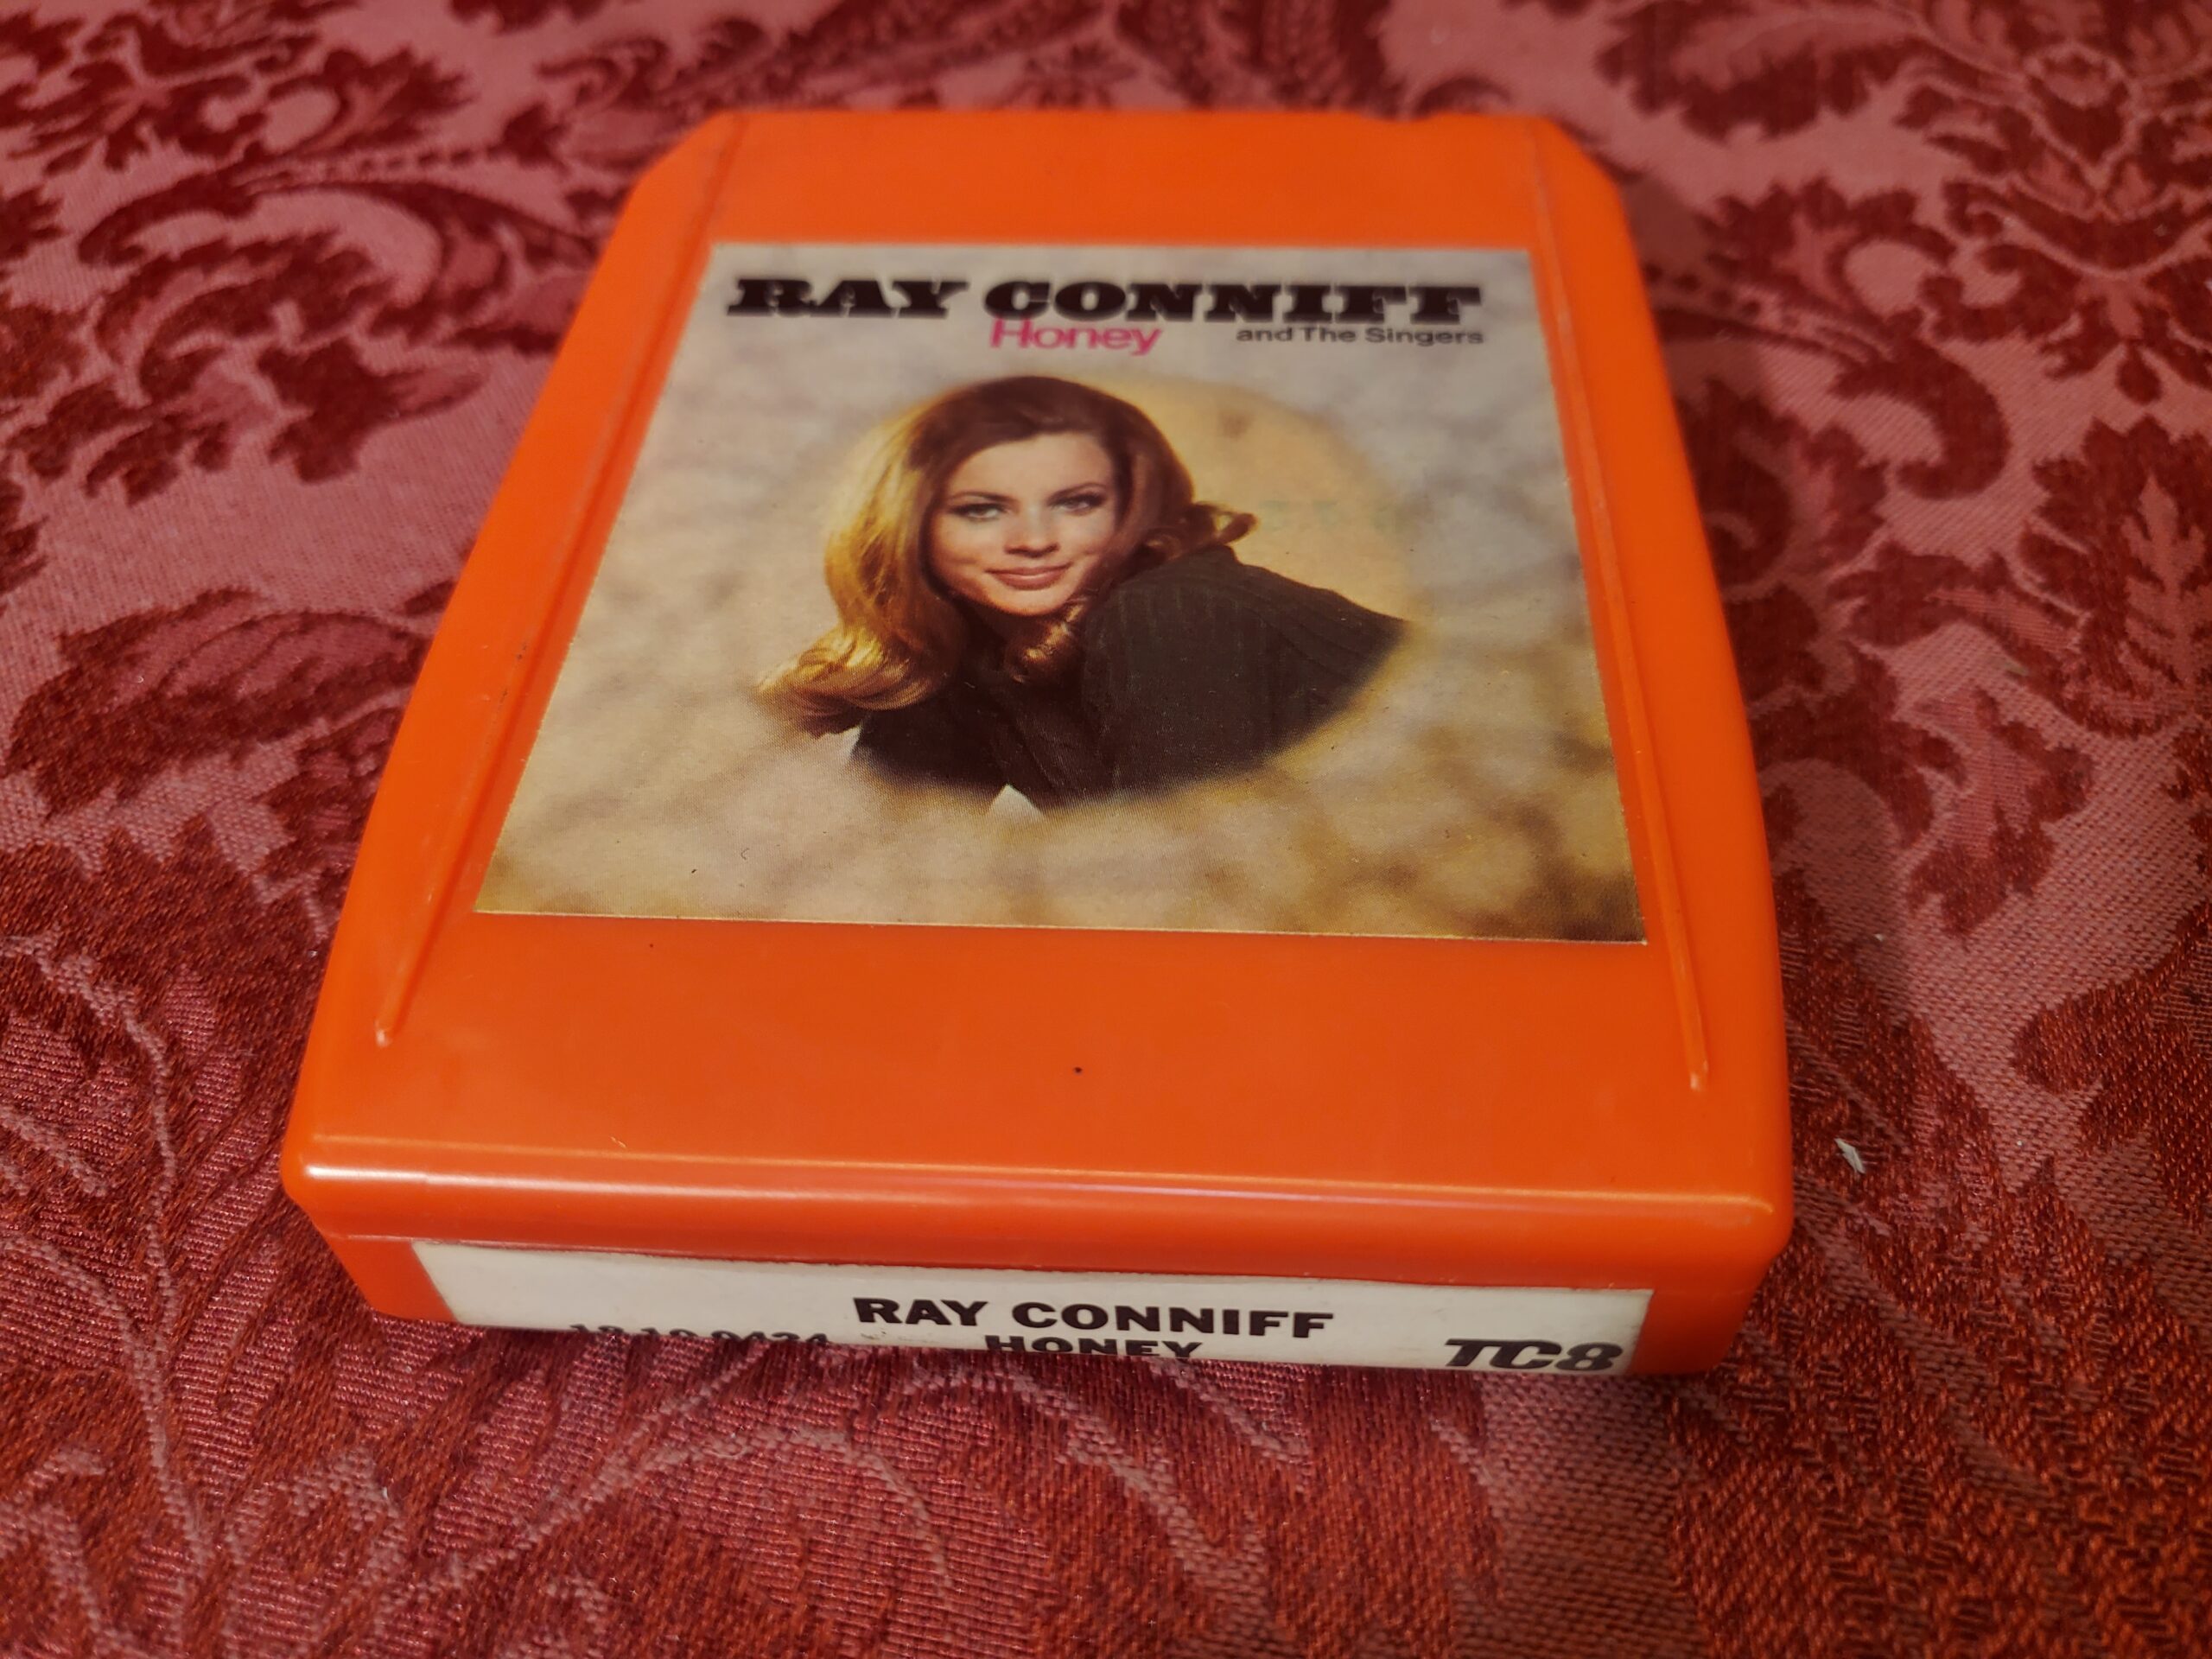 RAY CONNIFF
Honey and The Singers
RAY CONNIFF
HONEY
TC8